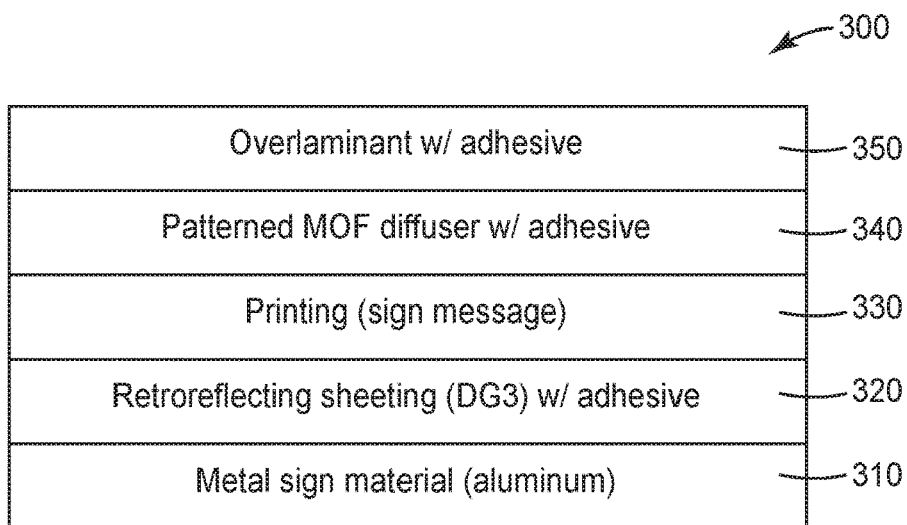 300
Overlaminant w/ adhesive
350
Patterned MOF diffuser w/ adhesive
340
Printing (sign message)
330
Retroreflecting sheeting (DG3) w/ adhesive
320
Metal sign material (aluminum)
310